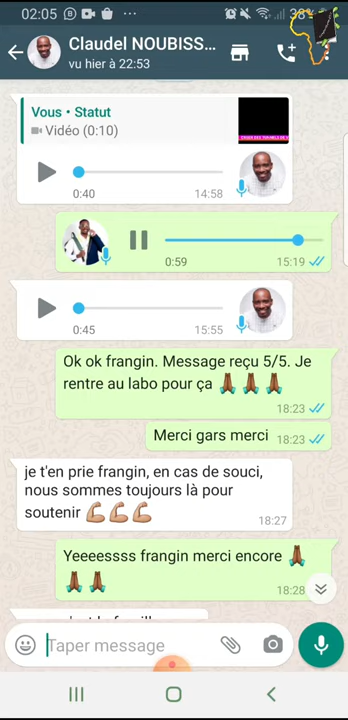 02:05
38%
Claudel NOUBISS...
vu hier à 22:53
Vous • Statut
Vidéo (0:10)
0:40
14:58
0:59
15:19
0:45
15:55
Ok ok frangin. Message reçu 5/5. Je
rentre au labo pour ça 🙏🏾 🙏🏾 🙏🏾
18:23
Merci gars merci
18:23
je t'en prie frangin, en cas de souci,
nous sommes toujours là pour
soutenir 💪🏼💪🏼💪🏼
18:27
Yeeeessss frangin merci encore 🙏🏾
🙏🏾 🙏🏾
18:28
Taper message